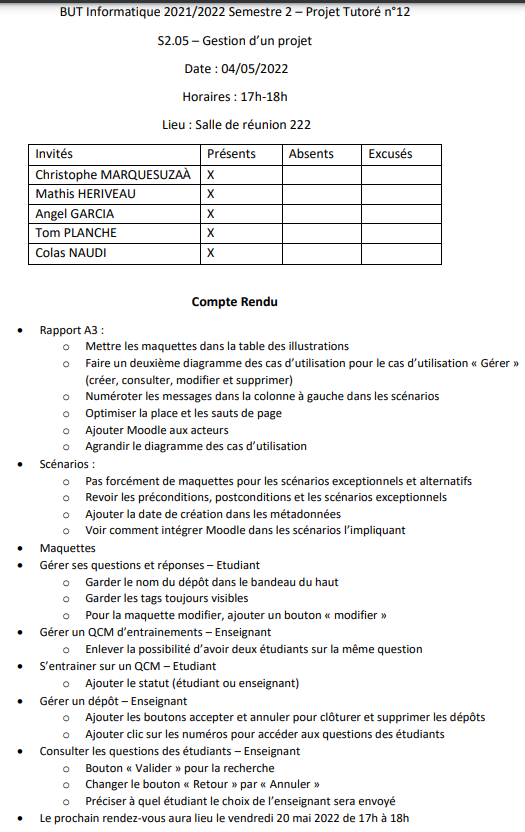 BUT Informatique 2021/2022 Semestre 2 – Projet Tutoré n°12
S2.05 – Gestion d’un projet
Date : 04/05/2022
Horaires : 17h-18h
Lieu : Salle de réunion 222
Invités Présents Absents Excusés
Christophe MARQUESUZAÀ X
Mathis HERIVEAU X
Angel GARCIA X
Tom PLANCHE X
Colas NAUDI X
Compte Rendu
• Rapport A3 :
o Mettre les maquettes dans la table des illustrations
o Faire un deuxième diagramme des cas d’utilisation pour le cas d’utilisation « Gérer »
(créer, consulter, modifier et supprimer)
o Numéroter les messages dans la colonne à gauche dans les scénarios
o Optimiser la place et les sauts de page
o Ajouter Moodle aux acteurs
o Agrandir le diagramme des cas d’utilisation
• Scénarios :
o Pas forcément de maquettes pour les scénarios exceptionnels et alternatifs
o Revoir les préconditions, postconditions et les scénarios exceptionnels
o Ajouter la date de création dans les métadonnées
o Voir comment intégrer Moodle dans les scénarios l’impliquant
• Maquettes
• Gérer ses questions et réponses – Etudiant
o Garder le nom du dépôt dans le bandeau du haut
o Garder les tags toujours visibles
o Pour la maquette modifier, ajouter un bouton « modifier »
• Gérer un QCM d’entrainements – Enseignant
o Enlever la possibilité d’avoir deux étudiants sur la même question
• S’entrainer sur un QCM – Etudiant
o Ajouter le statut (étudiant ou enseignant)
• Gérer un dépôt – Enseignant
o Ajouter les boutons accepter et annuler pour clôturer et supprimer les dépôts
o Ajouter clic sur les numéros pour accéder aux questions des étudiants
• Consulter les questions des étudiants – Enseignant
o Bouton « Valider » pour la recherche
o Changer le bouton « Retour » par « Annuler »
o Préciser à quel étudiant le choix de l’enseignant sera envoyé
• Le prochain rendez-vous aura lieu le vendredi 20 mai 2022 de 17h à 18h